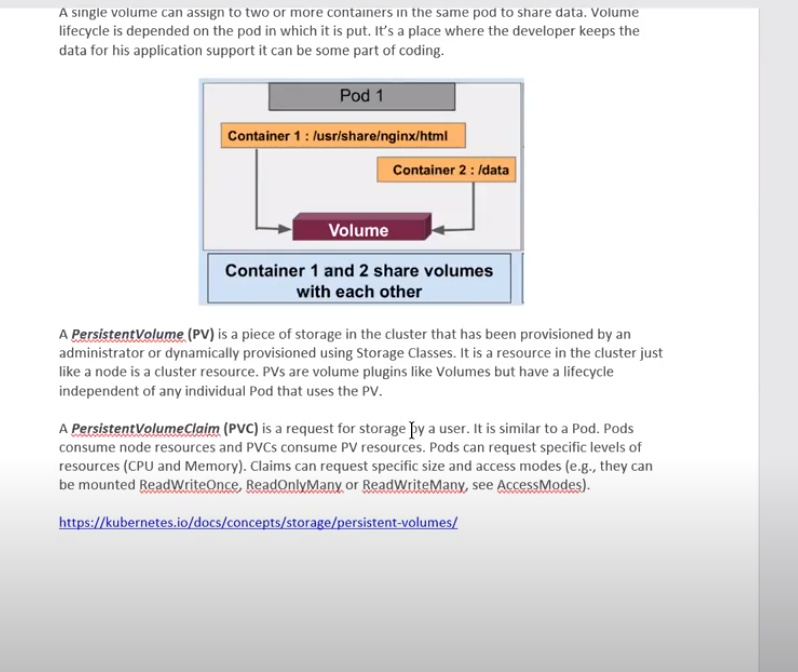 A single volume can assign to two or more containers in the same pod to share data. Volume
lifecycle is depended on the pod in which it is put. It's a place where the developer keeps the
data for his application support it can be some part of coding.
Pod 1
Container 1 : /usr/share/nginx/html
Container 2 : /data
Volume
Container 1 and 2 share volumes
with each other
A PersistentVolume (PV) is a piece of storage in the cluster that has been provisioned by an
administrator or dynamically provisioned using Storage Classes. It is a resource in the cluster just
like a node is a cluster resource. PVs are volume plugins like Volumes but have a lifecycle
independent of any individual Pod that uses the PV.
A PersistentVolumeClaim (PVC) is a request for storage by a user. It is similar to a Pod. Pods
consume node resources and PVCs consume PV resources. Pods can request specific levels of
resources (CPU and Memory). Claims can request specific size and access modes (e.g., they can
be mounted ReadWriteOnce, ReadOnlyMany or ReadWriteMany, see AccessModes).
https://kubernetes.io/docs/concepts/storage/persistent-volumes/